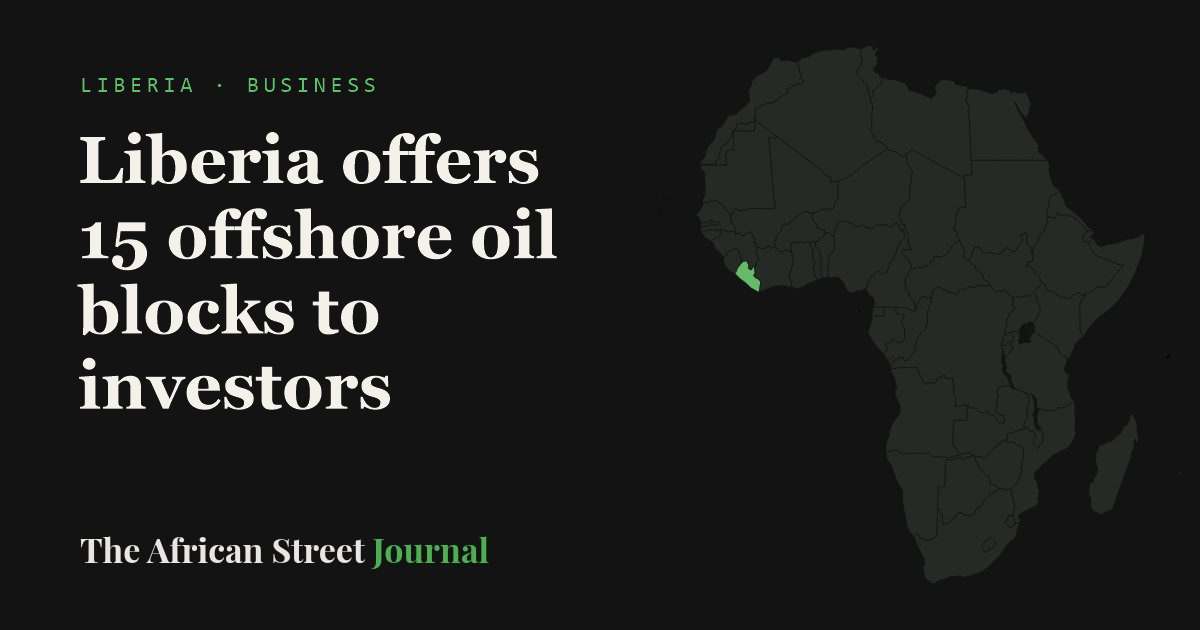 LIBERIA · BUSINESS
Liberia offers
15 offshore oil
blocks to
investors
The African Street Journal